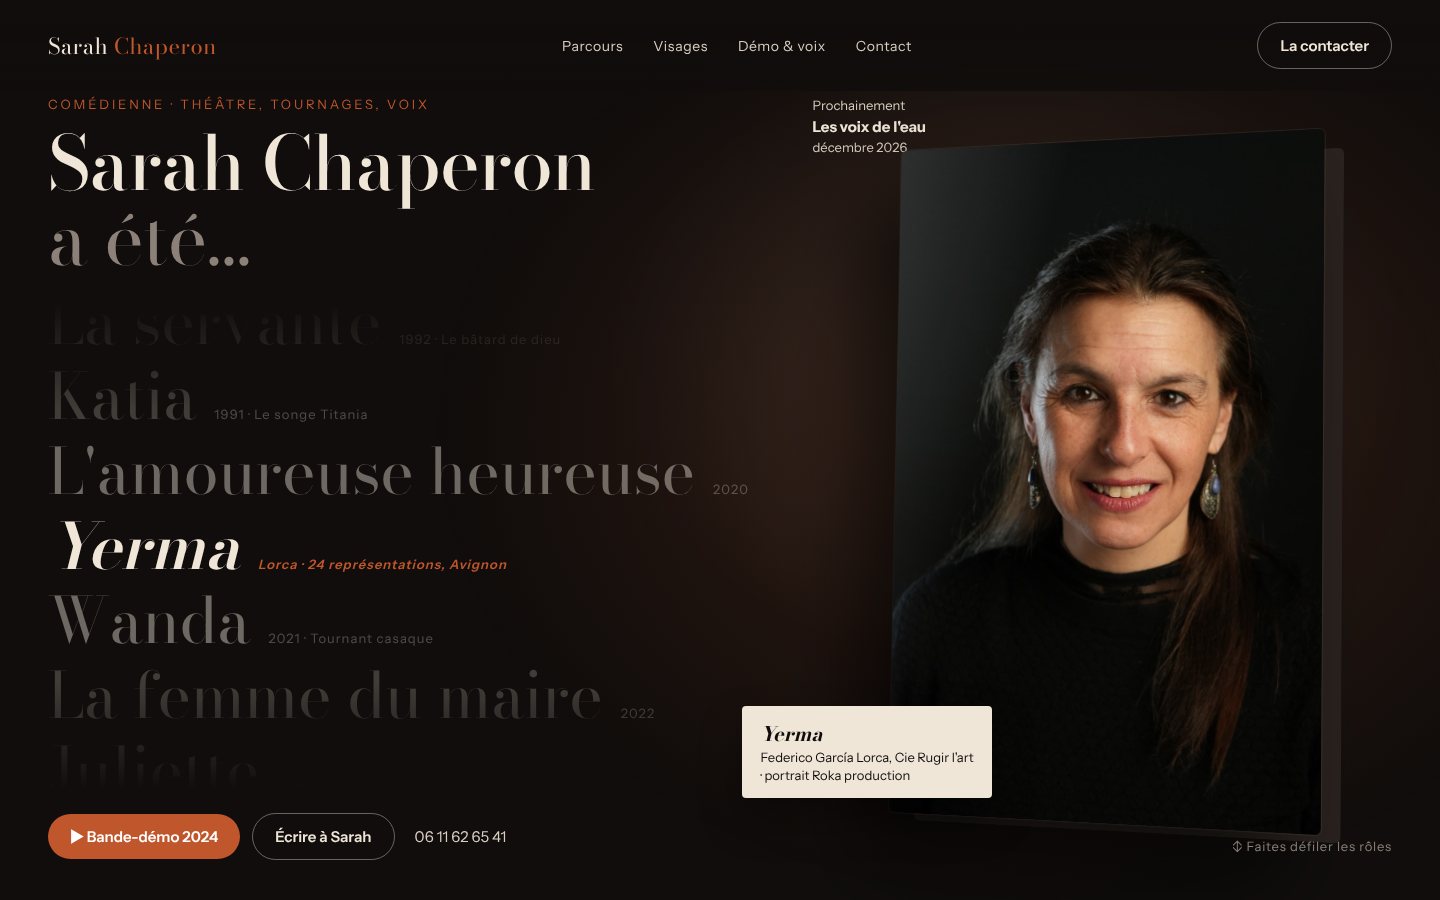 Sarah Chaperon
Parcours
Visages
Démo & voix
Contact
La contacter
COMÉDIENNE · THÉÂTRE, TOURNAGES, VOIX
Sarah Chaperon
a été...
La servante 1992 · Le bâtard de dieu
Katia 1991 · Le songe Titania
L'amoureuse heureuse 2020
Yerma Lorca · 24 représentations, Avignon
Wanda 2021 · Tournant casaque
La femme du maire 2022
Juliette
▶ Bande-démo 2024
Écrire à Sarah
06 11 62 65 41
Prochainement
Les voix de l'eau
décembre 2026
Yerma
Federico García Lorca, Cie Rugir l'art
· portrait Roka production
↕ Faites défiler les rôles